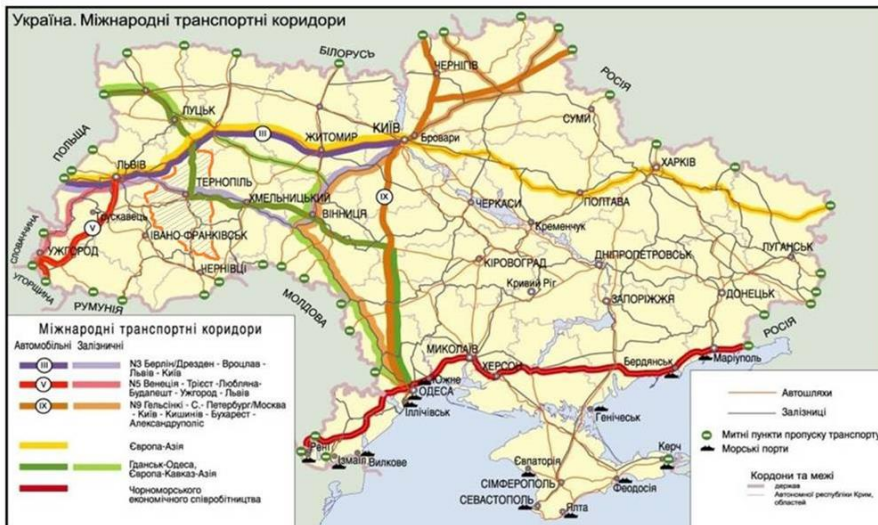 Україна. Міжнародні транспортні коридори
БІЛОРУСЬ
РОСІЯ
ЧЕРНІГІВ
ЛУЦЬК
СУМИ
ПОЛЬЩА
КИЇВ
ЖИТОМИР
Бровари
III
ЛЬВІВ
ХАРКІВ
ТЕРНОПІЛЬ
ХМЕЛЬНИЦЬКИЙ
IX
ЧЕРКАСИ
ПОЛТАВА
Трускавець
ВІННИЦЯ
СЛОВАЧЧИНА
V
Кременчук
ІВАНО-ФРАНКІВСЬК
УЖГОРОД
ЛУГАНСЬК
УГОРЩИНА
ЧЕРНІВЦІ
КІРОВОГРАД
ДНІПРОПЕТРОВСЬК
РУМУНІЯ
МОЛДОВА
Кривий Ріг
ЗАПОРІЖЖЯ
ДОНЕЦЬК
РОСІЯ
МИКОЛАЇВ
ХЕРСОН
Бердянськ
Маріуполь
Южне
ОДЕСА
Іллічівськ
Генічеськ
Рені
Ізмаїл
Вилкове
Керч
Євпаторія
СІМФЕРОПОЛЬ
Феодосія
СЕВАСТОПОЛЬ
Ялта
Міжнародні транспортні коридори
Автомобільні
Залізничні
III
N3 Берлін/Дрезден - Вроцлав -
Львів - Київ
V
N5 Венеція - Трієст -Любляна-
Будапешт - Ужгород - Львів
IX
N9 Гельсінкі - С.- Петербург/Москва
- Київ - Кишинів - Бухарест -
Александруполіс
Європа-Азія
Гданськ-Одеса,
Європа-Кавказ-Азія
Чорноморського
економічного співробітництва
Автошляхи
Залізниці
Митні пункти пропуску транспорту
Морські порти
Кордони та межі
держав
Автономної республіки Крим,
областей